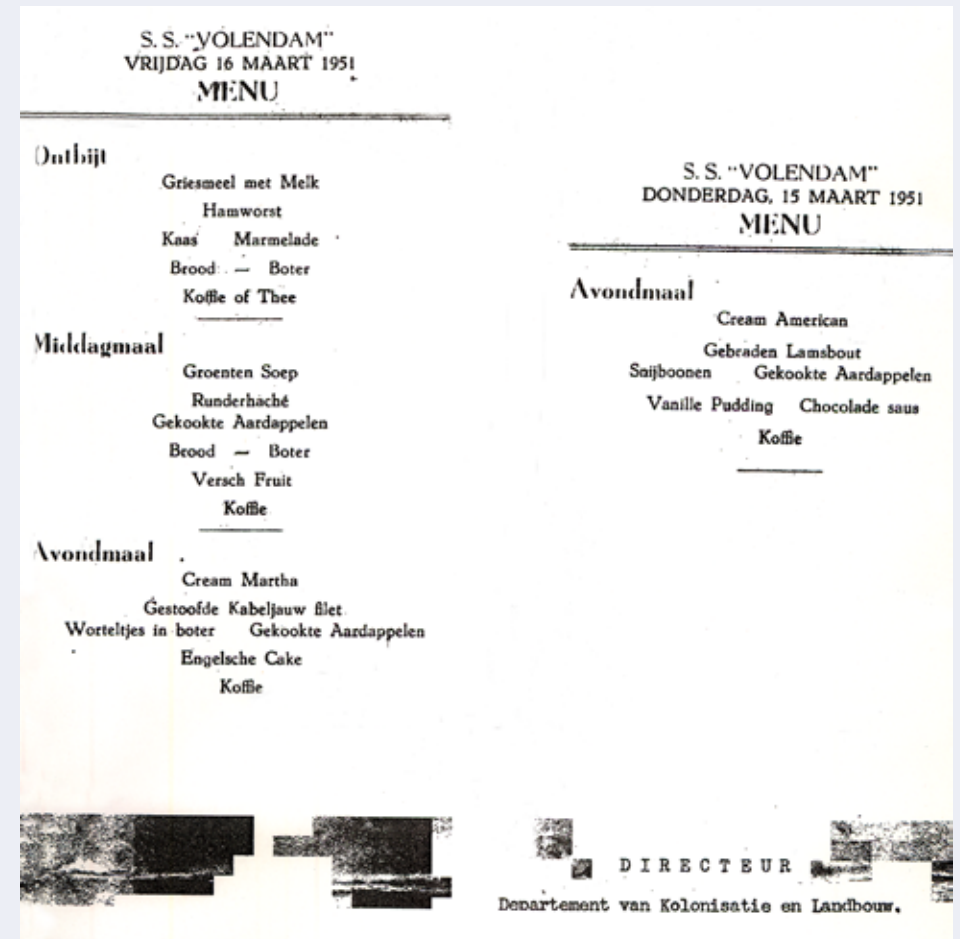 S. S. "VOLENDAM"
VRIJDAG 16 MAART 1951
MENU
Ontbijt
Griesmeel met Melk
Hamworst
Kaas Marmelade
Brood — Boter
Koffie of Thee
Middagmaal
Groenten Soep
Runderhaché
Gekookte Aardappelen
Brood — Boter
Versch Fruit
Koffie
Avondmaal
Cream Martha
Gestoofde Kabeljauw filet
Worteltjes in boter Gekookte Aardappelen
Engelsche Cake
Koffie
S. S. "VOLENDAM"
DONDERDAG, 15 MAART 1951
MENU
Avondmaal
Cream American
Gebraden Lamsbout
Snijboonen Gekookte Aardappelen
Vanille Pudding Chocolade saus
Koffie
DIRECTEUR
Departement van Kolonisatie en Landbouw.